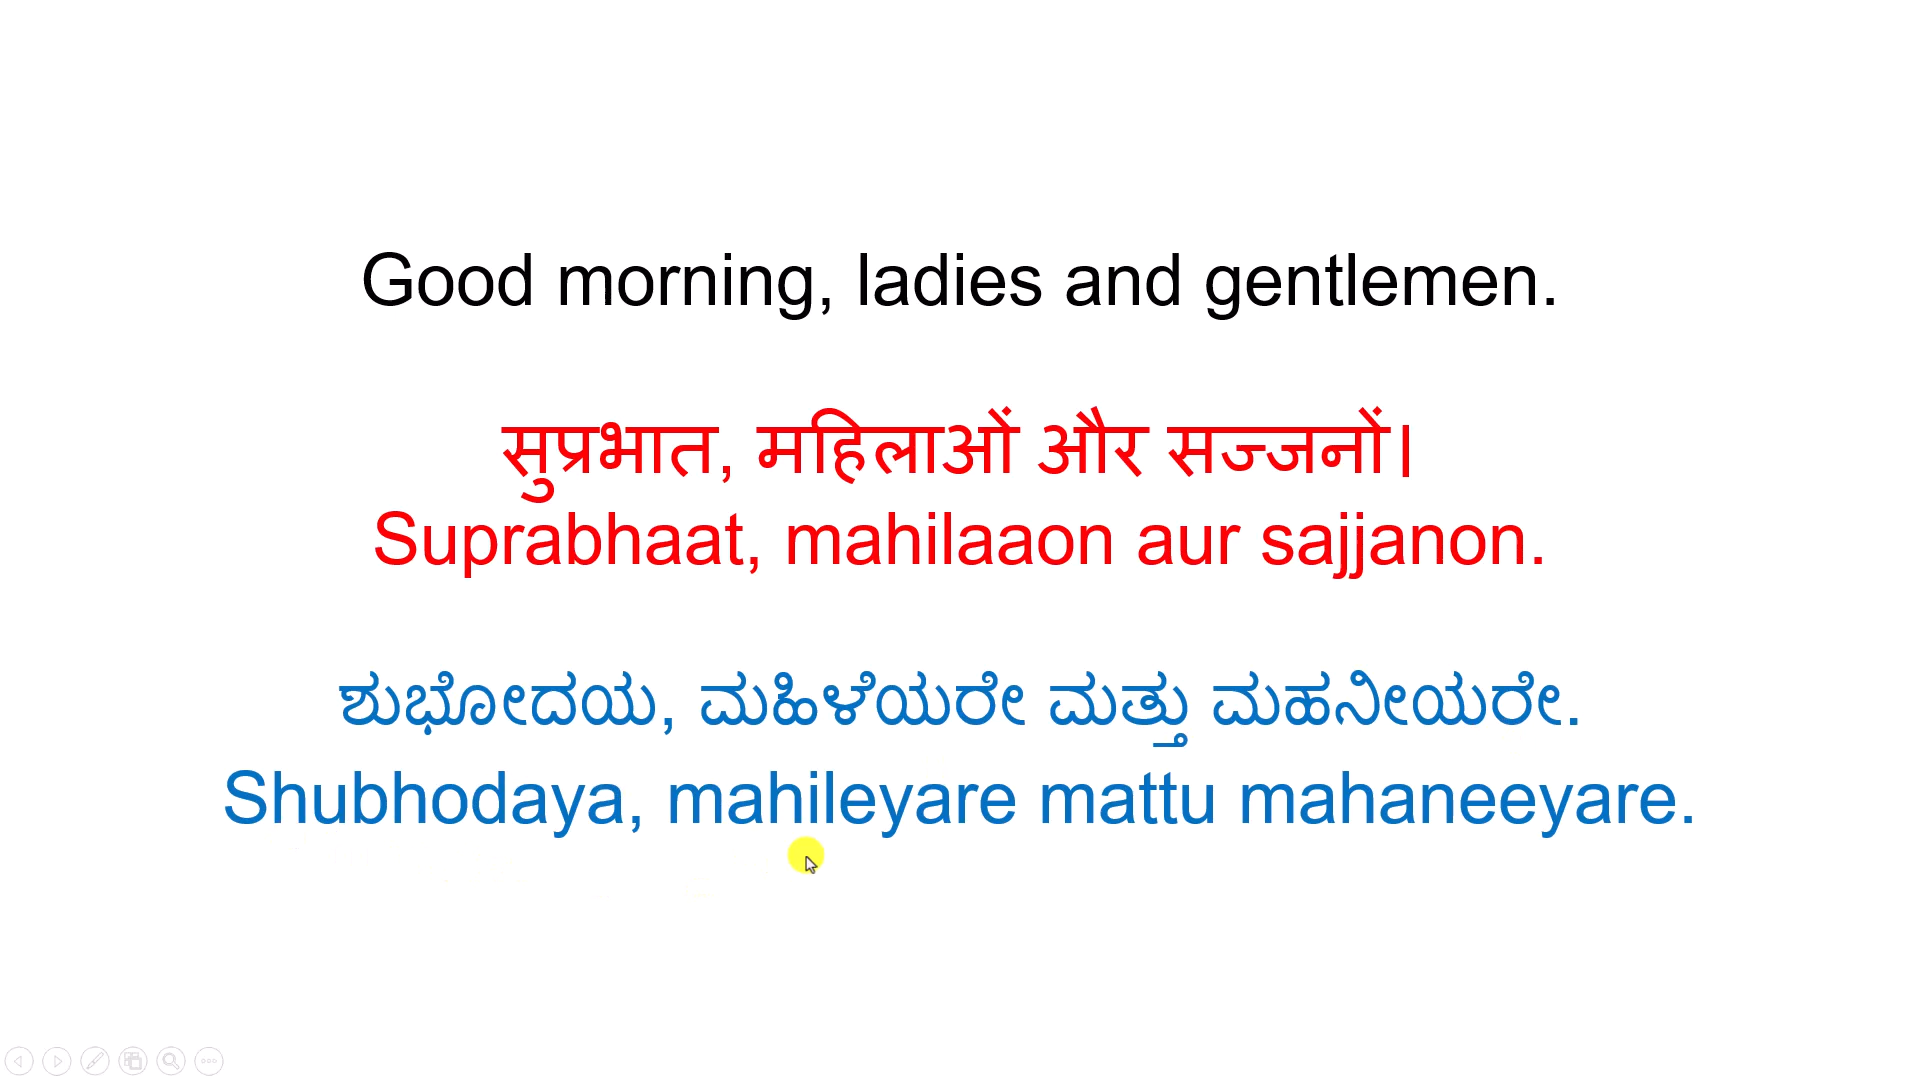 Good morning, ladies and gentlemen.
सुप्रभात, महिलाओं और सज्जनों।
Suprabhaat, mahilaaon aur sajjanon.
ಶುಭೋದಯ, ಮಹಿಳೆಯರೇ ಮತ್ತು ಮಹನೀಯರೇ.
Shubhodaya, mahileyare mattu mahaneeyare.